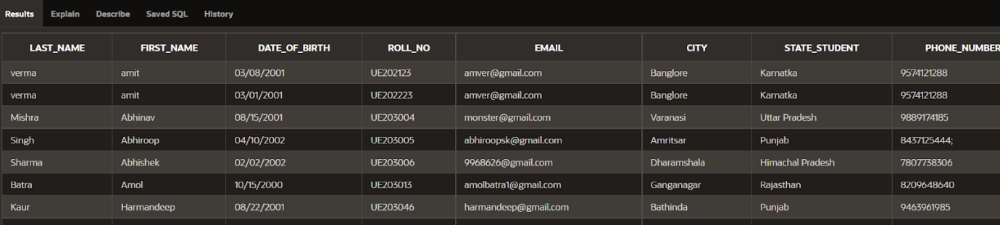 Results Explain Describe Saved SQL History
LAST_NAME FIRST_NAME DATE_OF_BIRTH ROLL_NO EMAIL CITY STATE_STUDENT PHONE_NUMBER
verma amit 03/08/2001 UE202123 amver@gmail.com Banglore Karnatka 9574121288
verma amit 03/01/2001 UE202223 amver@gmail.com Banglore Karnatka 9574121288
Mishra Abhinav 08/15/2001 UE203004 monster@gmail.com Varanasi Uttar Pradesh 9889174185
Singh Abhiroop 04/10/2002 UE203005 abhiroopsk@gmail.com Amritsar Punjab 8437125444;
Sharma Abhishek 02/02/2002 UE203006 9968626@gmail.com Dharamshala Himachal Pradesh 7807738306
Batra Amol 10/15/2000 UE203013 amolbatra1@gmail.com Ganganagar Rajasthan 8209648640
Kaur Harmandeep 08/22/2001 UE203046 harmandeep@gmail.com Bathinda Punjab 9463961985